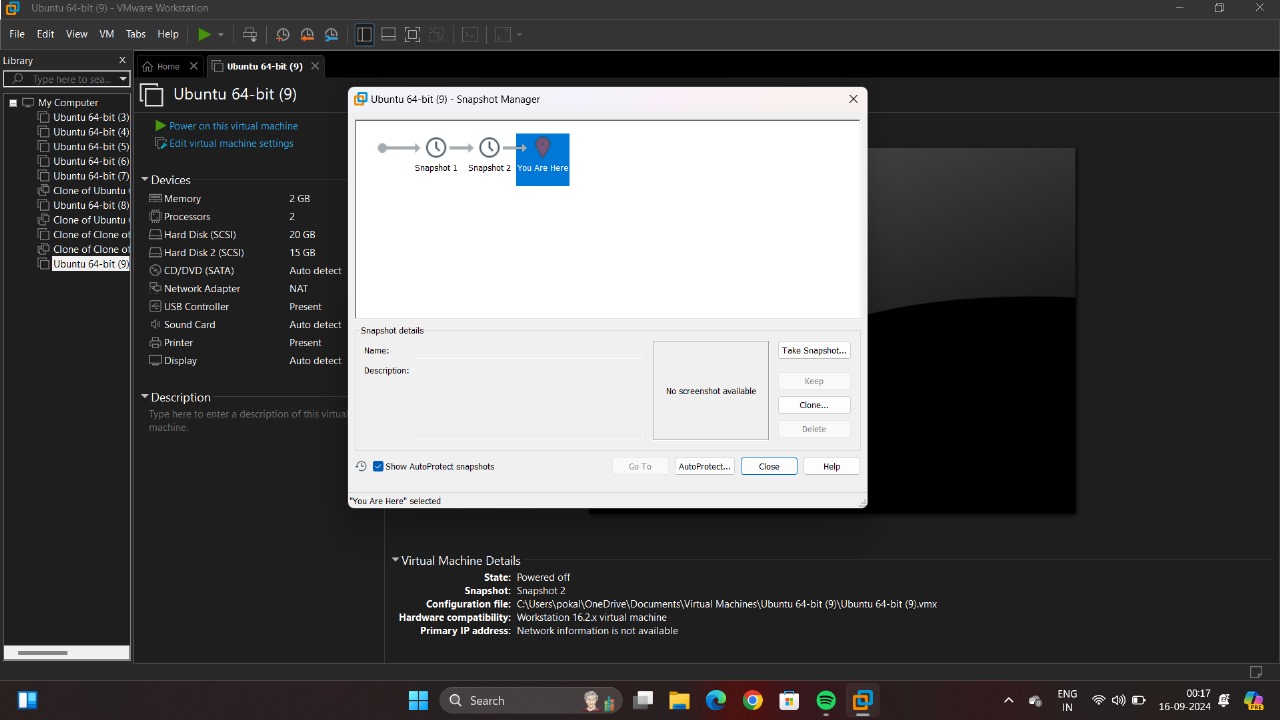 Ubuntu 64-bit (9) - VMware Workstation
File Edit View VM Tabs Help
Library
Type here to sea...
My Computer
Ubuntu 64-bit (3)
Ubuntu 64-bit (4)
Ubuntu 64-bit (5)
Ubuntu 64-bit (6)
Ubuntu 64-bit (7)
Clone of Ubuntu
Ubuntu 64-bit (8)
Clone of Ubuntu
Clone of Clone of
Clone of Clone of
Ubuntu 64-bit (9)
Home
Ubuntu 64-bit (9)
Ubuntu 64-bit (9)
Power on this virtual machine
Edit virtual machine settings
Devices
Memory 2 GB
Processors 2
Hard Disk (SCSI) 20 GB
Hard Disk 2 (SCSI) 15 GB
CD/DVD (SATA) Auto detect
Network Adapter NAT
USB Controller Present
Sound Card Auto detect
Printer Present
Display Auto detect
Description
Type here to enter a description of this virtual
machine.
Ubuntu 64-bit (9) - Snapshot Manager
Snapshot 1 Snapshot 2 You Are Here
Snapshot details
Name:
Description:
No screenshot available
Take Snapshot...
Keep
Clone...
Delete
Show AutoProtect snapshots
Go To AutoProtect... Close Help
"You Are Here" selected
Virtual Machine Details
State: Powered off
Snapshot: Snapshot 2
Configuration file: C:\Users\pokal\OneDrive\Documents\Virtual Machines\Ubuntu 64-bit (9)\Ubuntu 64-bit (9).vmx
Hardware compatibility: Workstation 16.2.x virtual machine
Primary IP address: Network information is not available
Search
ENG
IN
00:17
16-09-2024
PRE